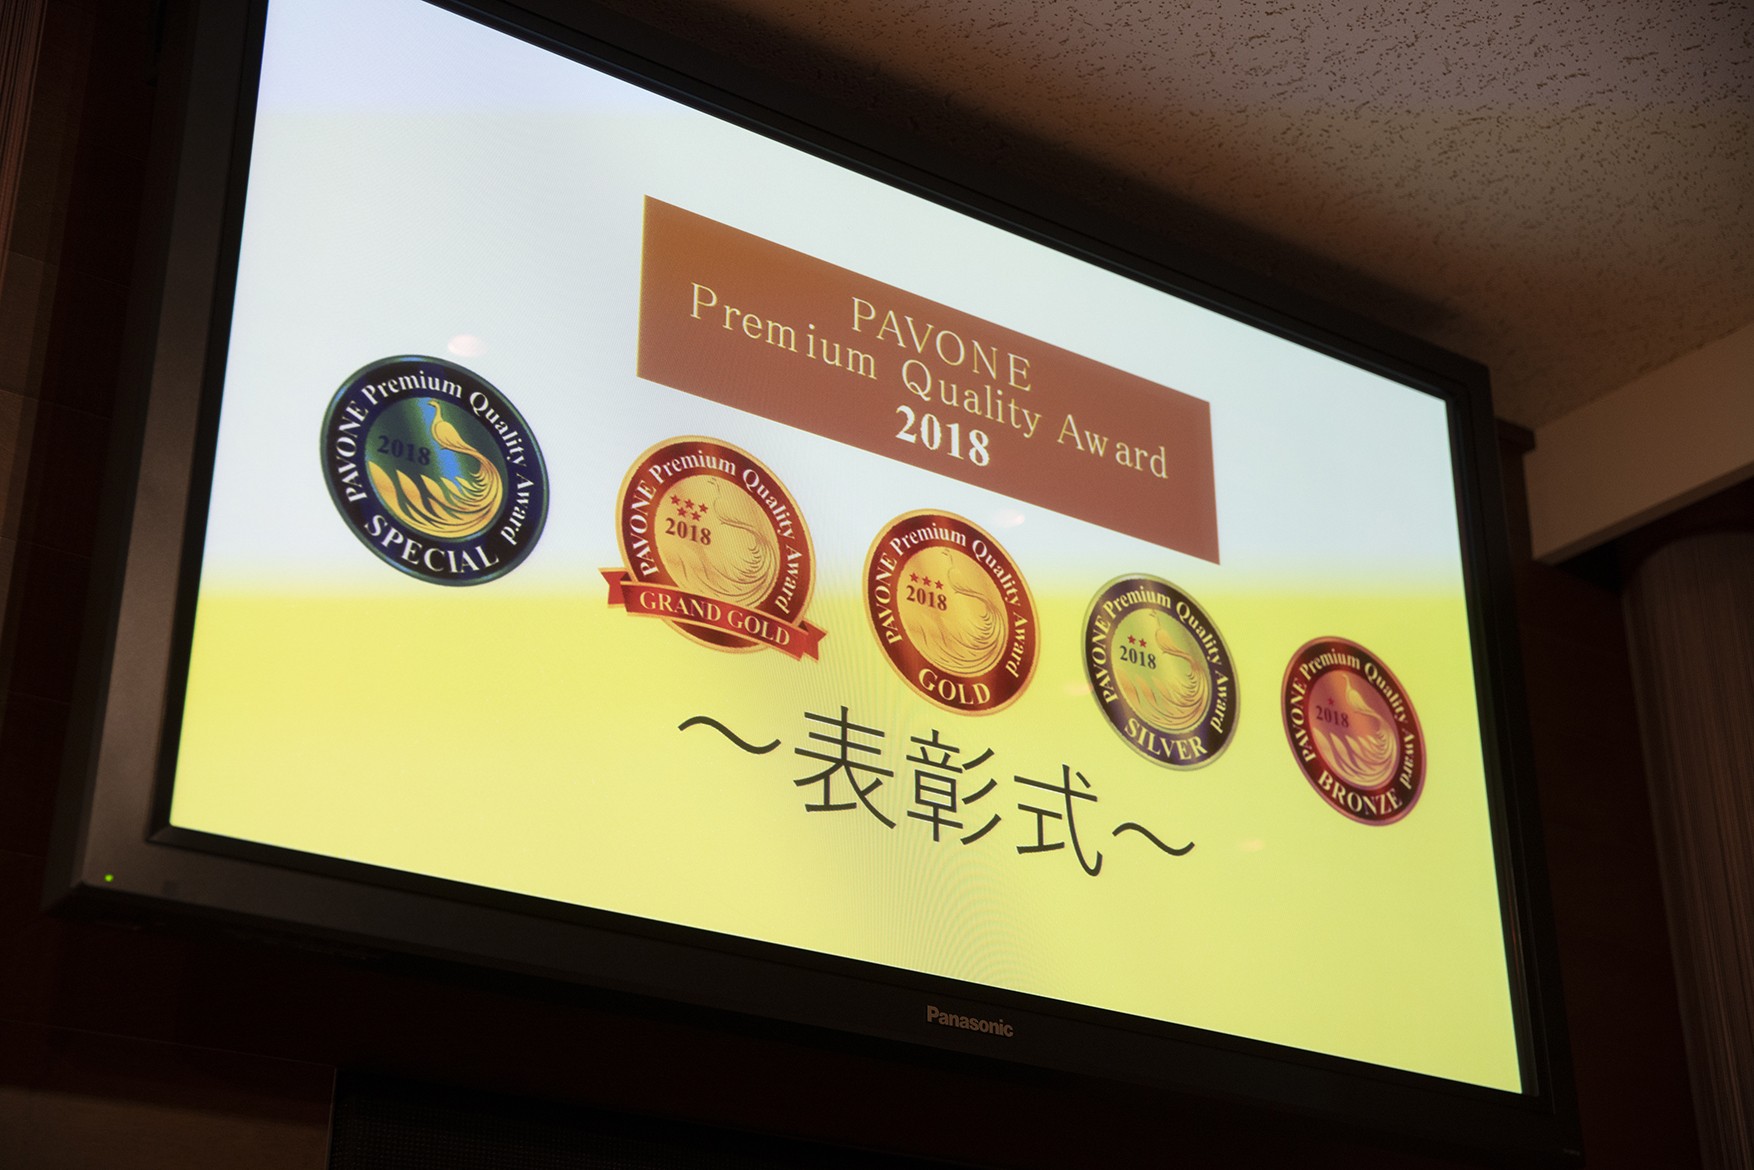 PAVONE
Premium Quality Award
2018
PAVONE Premium Quality Award
2018
SPECIAL
PAVONE Premium Quality Award
2018
GRAND GOLD
PAVONE Premium Quality Award
2018
GOLD
PAVONE Premium Quality Award
2018
SILVER
PAVONE Premium Quality Award
2018
BRONZE
～表彰式～
Panasonic